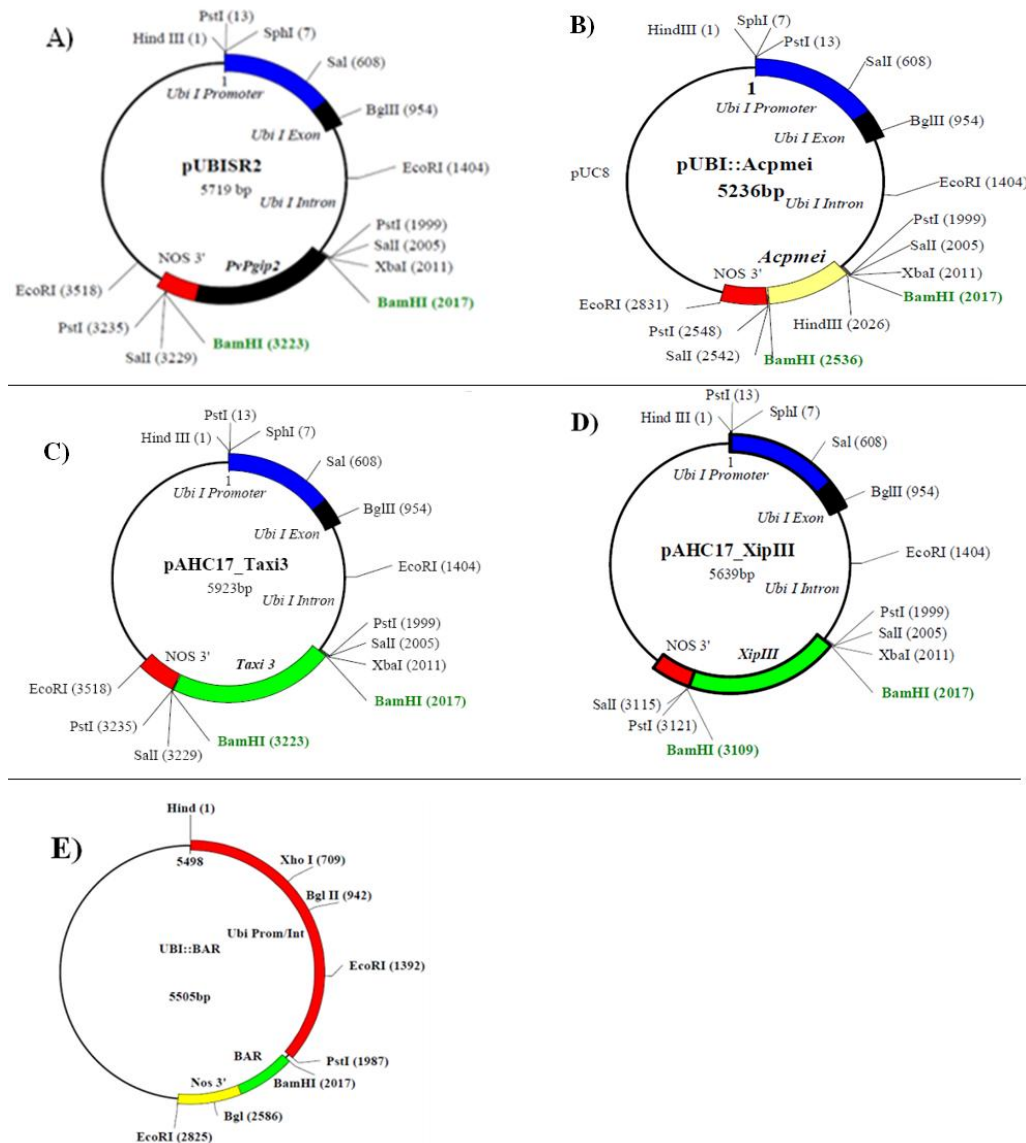 A)
PstI (13)
Hind III (1)
SphI (7)
Sal (608)
1
Ubi I Promoter
BglII (954)
Ubi I Exon
pUBISR2
5719 bp
EcoRI (1404)
Ubi I Intron
PstI (1999)
SalI (2005)
XbaI (2011)
BamHI (2017)
NOS 3'
PvPgip2
EcoRI (3518)
PstI (3235)
SalI (3229)
BamHI (3223)
B)
SphI (7)
HindIII (1)
PstI (13)
SalI (608)
1
Ubi I Promoter
BglII (954)
Ubi I Exon
pUC8
pUBI::Acpmei
5236bp
EcoRI (1404)
Ubi I Intron
PstI (1999)
SalI (2005)
XbaI (2011)
BamHI (2017)
Acpmei
NOS 3'
EcoRI (2831)
HindIII (2026)
PstI (2548)
SalI (2542)
BamHI (2536)
C)
PstI (13)
Hind III (1)
SphI (7)
Sal (608)
1
Ubi I Promoter
BglII (954)
Ubi I Exon
pAHC17_Taxi3
5923bp
EcoRI (1404)
Ubi I Intron
PstI (1999)
SalI (2005)
XbaI (2011)
BamHI (2017)
NOS 3'
Taxi 3
EcoRI (3518)
PstI (3235)
SalI (3229)
BamHI (3223)
D)
PstI (13)
Hind III (1)
SphI (7)
Sal (608)
1
Ubi I Promoter
BglII (954)
Ubi I Exon
pAHC17_XipIII
5639bp
EcoRI (1404)
Ubi I Intron
PstI (1999)
SalI (2005)
XbaI (2011)
BamHI (2017)
NOS 3'
XipIII
SalI (3115)
PstI (3121)
BamHI (3109)
E)
Hind (1)
5498
Xho I (709)
Bgl II (942)
Ubi Prom/Int
UBI::BAR
5505bp
EcoRI (1392)
PstI (1987)
BAR
BamHI (2017)
Nos 3'
Bgl (2586)
EcoRI (2825)